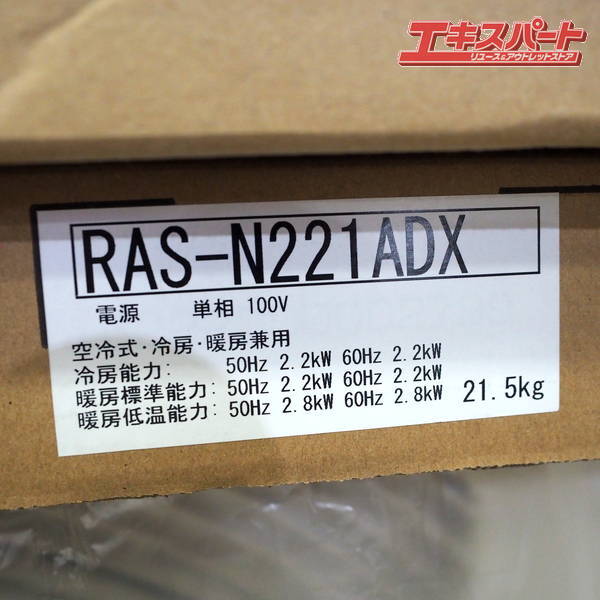 エキスパート
リユース&アウトレットストア
RAS-N221ADX
電源 単相 100V
空冷式・冷房・暖房兼用
冷房能力: 50Hz 2.2kW 60Hz 2.2kW
暖房標準能力: 50Hz 2.2kW 60Hz 2.2kW
暖房低温能力: 50Hz 2.8kW 60Hz 2.8kW 21.5kg